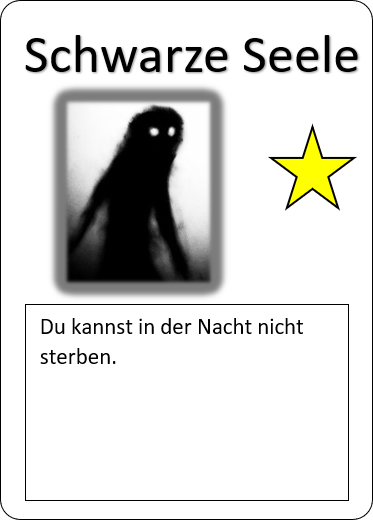 Schwarze Seele
Du kannst in der Nacht nicht
sterben.